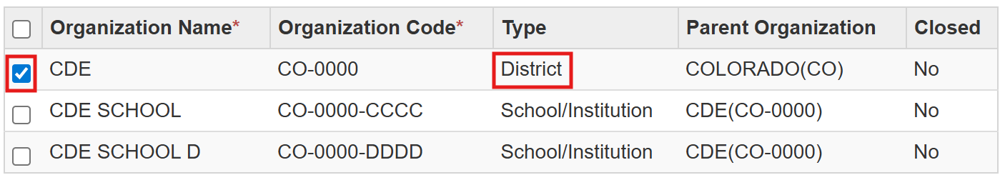 Organization Name* Organization Code* Type Parent Organization Closed
CDE CO-0000 District COLORADO(CO) No
CDE SCHOOL CO-0000-CCCC School/Institution CDE(CO-0000) No
CDE SCHOOL D CO-0000-DDDD School/Institution CDE(CO-0000) No